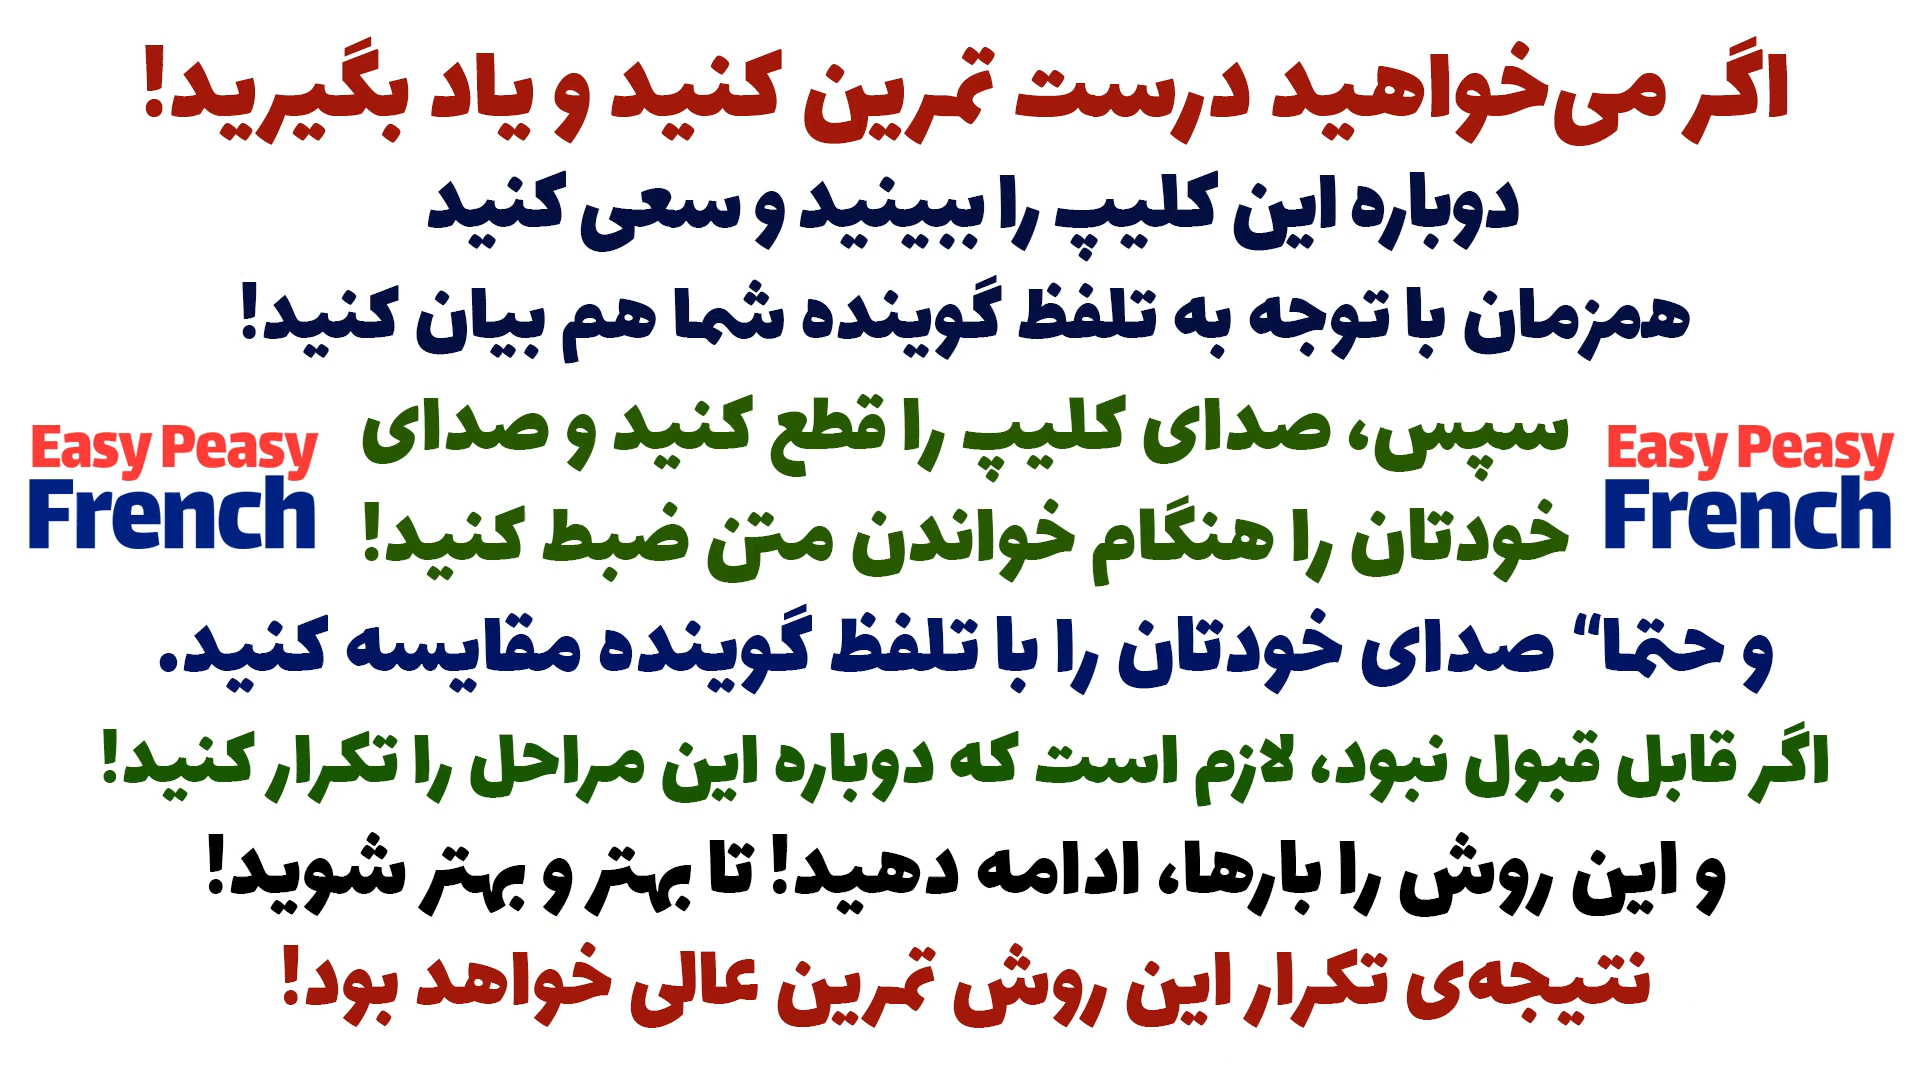 اگر می‌خواهید درست تمرین کنید و یاد بگیرید!
دوباره این کلیپ را ببینید و سعی کنید
همزمان با توجه به تلفظ گوینده شما هم بیان کنید!
سپس، صدای کلیپ را قطع کنید و صدای
خودتان را هنگام خواندن متن ضبط کنید!
Easy Peasy
French
Easy Peasy
French
و حتما“ صدای خودتان را با تلفظ گوینده مقایسه کنید.
اگر قابل قبول نبود، لازم است که دوباره این مراحل را تکرار کنید!
و این روش را بارها، ادامه دهید! تا بهتر و بهتر شوید!
نتیجه‌ی تکرار این روش تمرین عالی خواهد بود!